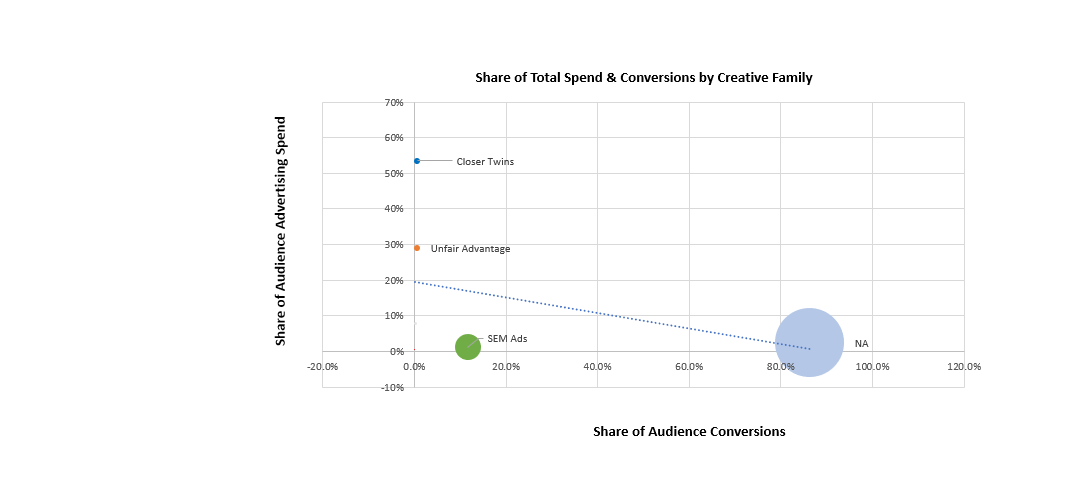 Share of Total Spend & Conversions by Creative Family
Share of Audience Advertising Spend
70%
60%
50%
40%
30%
20%
10%
0%
-10%
Closer Twins
Unfair Advantage
SEM Ads
NA
-20.0%
0.0%
20.0%
40.0%
60.0%
80.0%
100.0%
120.0%
Share of Audience Conversions